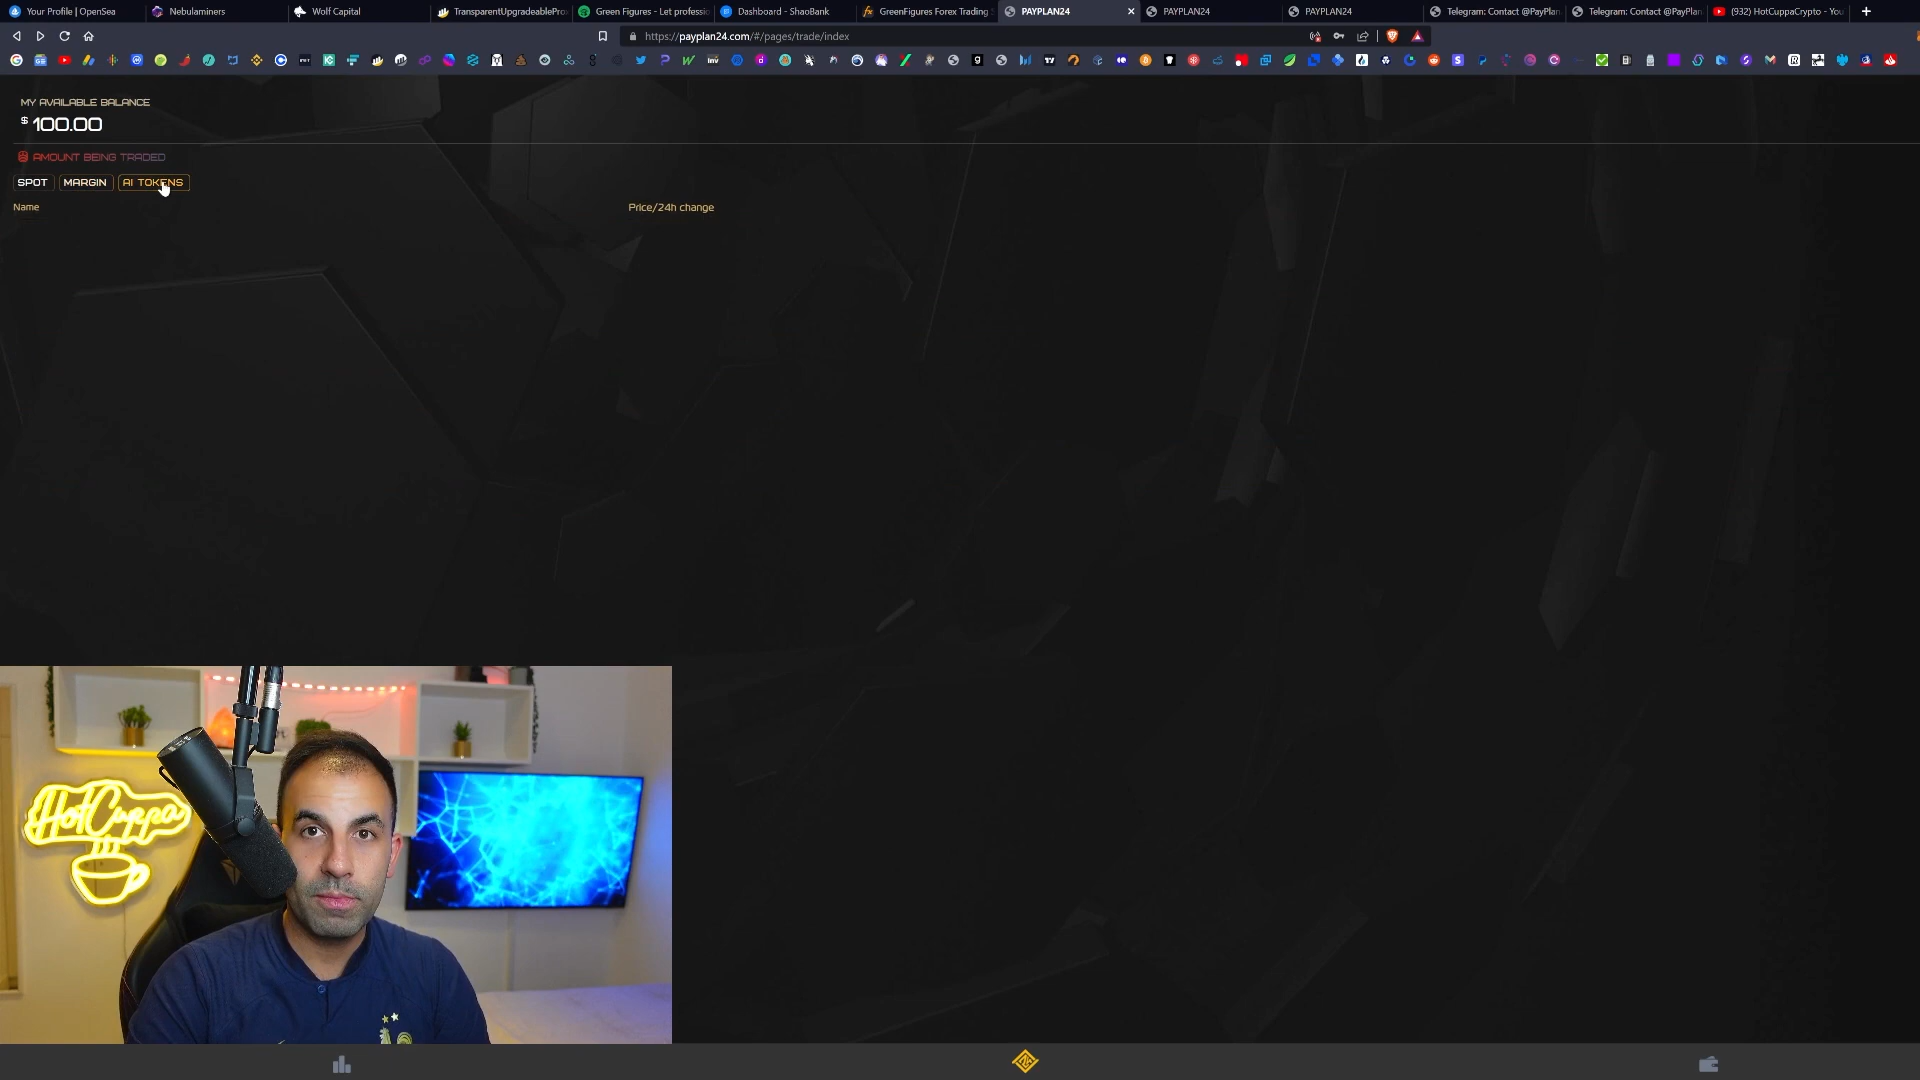 Your Profile | OpenSea
Nebulaminers
Wolf Capital
TransparentUpgradeablePro
Green Figures - Let professio
Dashboard - ShaoBank
GreenFigures Forex Trading
PAYPLAN24
PAYPLAN24
PAYPLAN24
Telegram: Contact @PayPlan
Telegram: Contact @PayPlan
(932) HotCuppaCrypto - You
https://payplan24.com/#/pages/trade/index
MY AVAILABLE BALANCE
$ 100.00
AMOUNT BEING TRADED
SPOT
MARGIN
AI TOKENS
Name
Price/24h change
HotCuppa